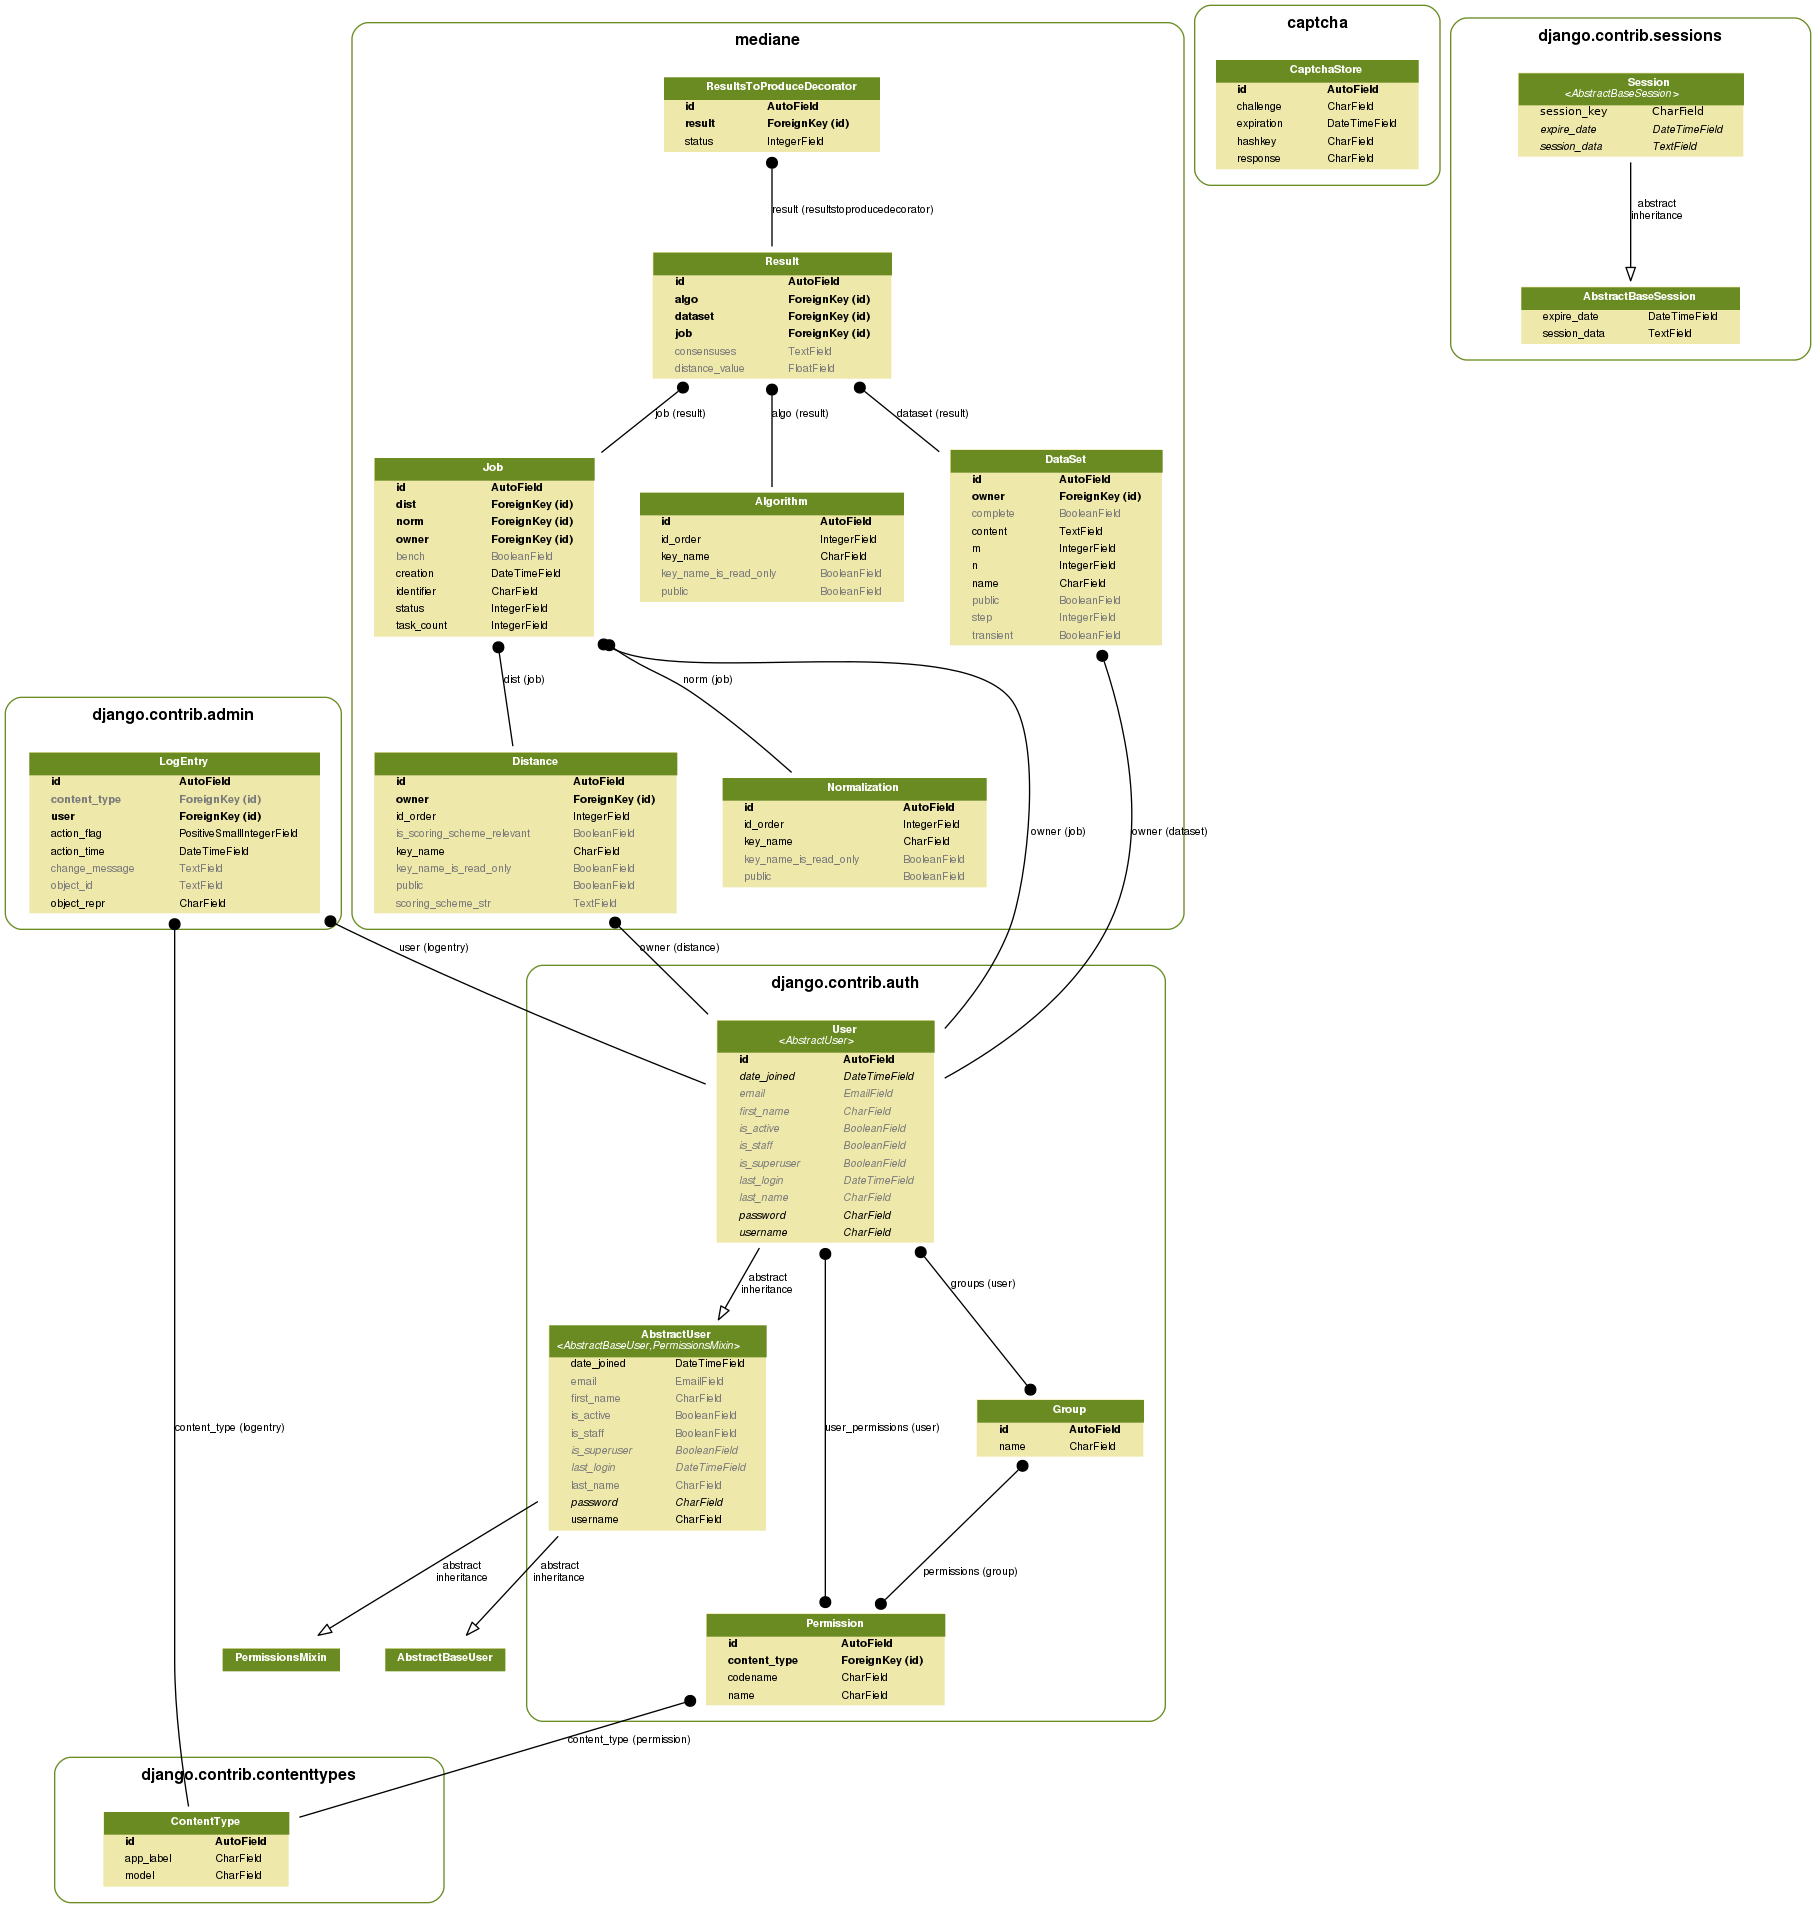 mediane
ResultsToProduceDecorator
id AutoField
result ForeignKey (id)
status IntegerField
result (resultstoproducedecorator)
Result
id AutoField
algo ForeignKey (id)
dataset ForeignKey (id)
job ForeignKey (id)
consensuses TextField
distance_value FloatField
job (result)
algo (result)
dataset (result)
Job
id AutoField
dist ForeignKey (id)
norm ForeignKey (id)
owner ForeignKey (id)
bench BooleanField
creation DateTimeField
identifier CharField
status IntegerField
task_count IntegerField
Algorithm
id AutoField
id_order IntegerField
key_name CharField
key_name_is_read_only BooleanField
public BooleanField
DataSet
id AutoField
owner ForeignKey (id)
complete BooleanField
content TextField
m IntegerField
n IntegerField
name CharField
public BooleanField
step IntegerField
transient BooleanField
dist (job)
norm (job)
owner (job)
owner (dataset)
Distance
id AutoField
owner ForeignKey (id)
id_order IntegerField
is_scoring_scheme_relevant BooleanField
key_name CharField
key_name_is_read_only BooleanField
public BooleanField
scoring_scheme_str TextField
Normalization
id AutoField
id_order IntegerField
key_name CharField
key_name_is_read_only BooleanField
public BooleanField
captcha
CaptchaStore
id AutoField
challenge CharField
expiration DateTimeField
hashkey CharField
response CharField
django.contrib.sessions
Session
<AbstractBaseSession>
session_key CharField
expire_date DateTimeField
session_data TextField
abstract
inheritance
AbstractBaseSession
expire_date DateTimeField
session_data TextField
django.contrib.admin
LogEntry
id AutoField
content_type ForeignKey (id)
user ForeignKey (id)
action_flag PositiveSmallIntegerField
action_time DateTimeField
change_message TextField
object_id TextField
object_repr CharField
user (logentry)
owner (distance)
content_type (logentry)
django.contrib.auth
User
<AbstractUser>
id AutoField
date_joined DateTimeField
email EmailField
first_name CharField
is_active BooleanField
is_staff BooleanField
is_superuser BooleanField
last_login DateTimeField
last_name CharField
password CharField
username CharField
abstract
inheritance
groups (user)
user_permissions (user)
AbstractUser
<AbstractBaseUser,PermissionsMixin>
date_joined DateTimeField
email EmailField
first_name CharField
is_active BooleanField
is_staff BooleanField
is_superuser BooleanField
last_login DateTimeField
last_name CharField
password CharField
username CharField
Group
id AutoField
name CharField
permissions (group)
abstract
inheritance
abstract
inheritance
PermissionsMixin
AbstractBaseUser
Permission
id AutoField
content_type ForeignKey (id)
codename CharField
name CharField
content_type (permission)
django.contrib.contenttypes
ContentType
id AutoField
app_label CharField
model CharField